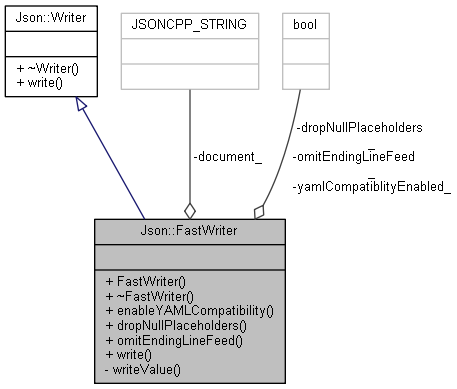 Json::Writer
JSONCPP_STRING
bool
+ ~Writer()
+ write()
-dropNullPlaceholders_
-document_
-omitEndingLineFeed_
-yamlCompatiblityEnabled_
Json::FastWriter
+ FastWriter()
+ ~FastWriter()
+ enableYAMLCompatibility()
+ dropNullPlaceholders()
+ omitEndingLineFeed()
+ write()
- writeValue()